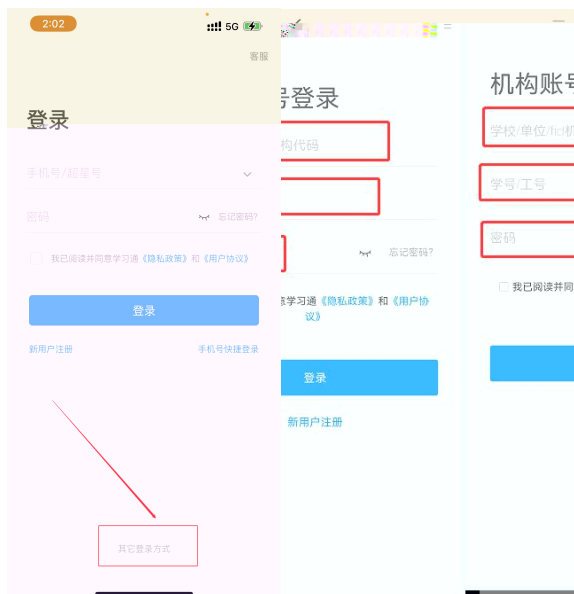 2:02
5G
客服
登录
手机号/超星号
密码
忘记密码?
我已阅读并同意学习通《隐私政策》和《用户协议》
登录
新用户注册
手机号快捷登录
其它登录方式
号登录
构代码
忘记密码?
意学习通《隐私政策》和《用户协
议》
登录
新用户注册
机构账号
学校/单位/fid机
学号/工号
密码
我已阅读并同